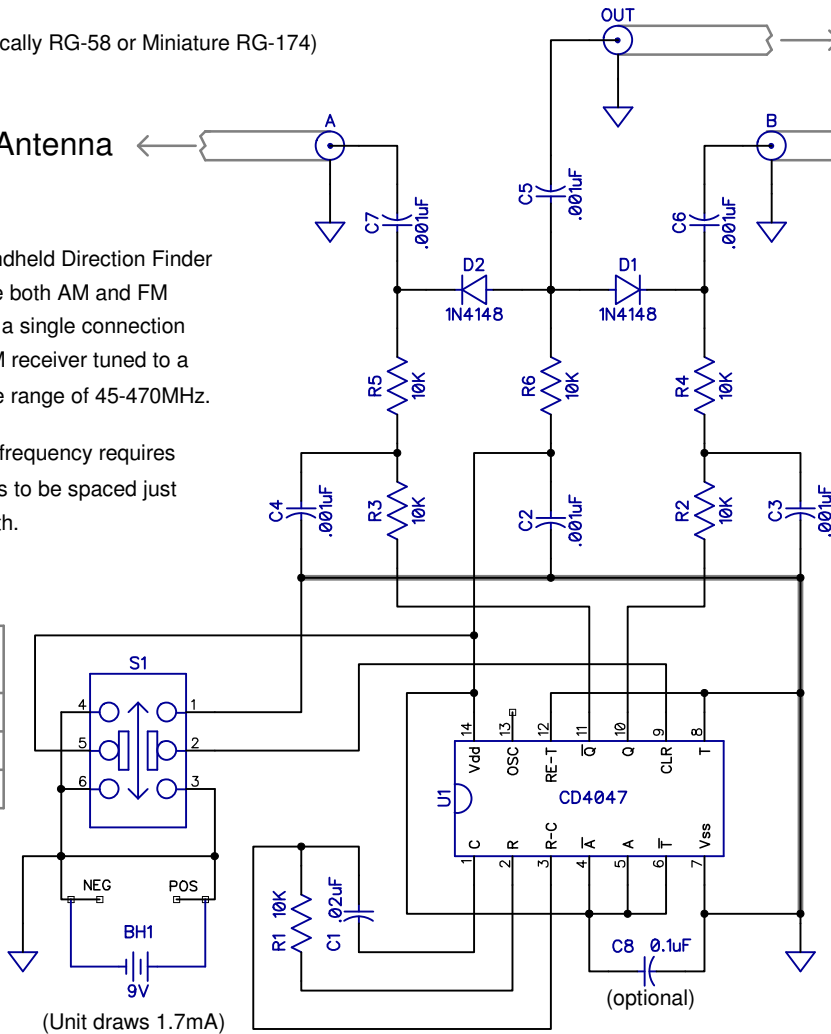 OUT
cally RG-58 or Miniature RG-174)
Antenna
A
B
C7
.001uF
C5
.001uF
C6
.001uF
ndheld Direction Finder
e both AM and FM
a single connection
M receiver tuned to a
e range of 45-470MHz.
D2
1N4148
D1
1N4148
R5
10K
R6
10K
R4
10K
frequency requires
s to be spaced just
th.
C4
.001uF
R3
10K
C2
.001uF
R2
10K
C3
.001uF
S1
4
1
5
2
6
3
14
13
12
11
10
9
8
Vdd
OSC
RE-T
Q
Q
CLR
T
U1
CD4047
C
R
R-C
A
A
T
Vss
1
2
3
4
5
6
7
NEG
POS
BH1
9V
R1
10K
C1
.02uF
C8
0.1uF
(optional)
(Unit draws 1.7mA)